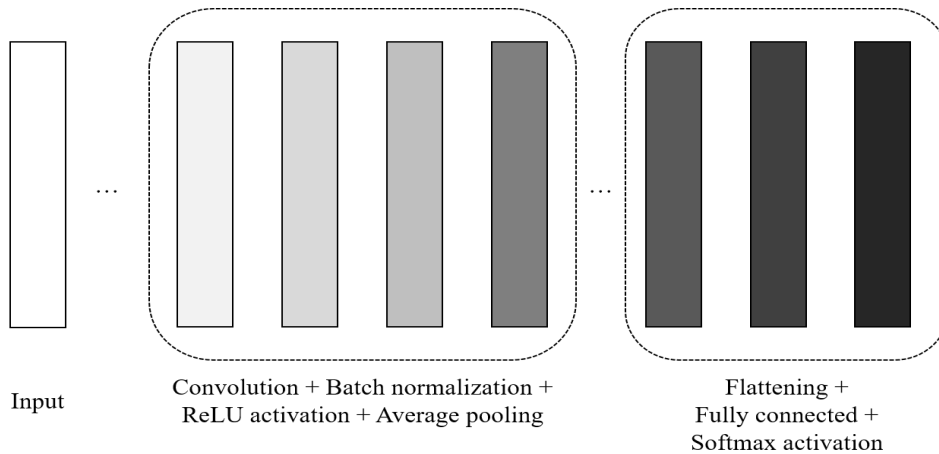 ...
...
Input
Convolution + Batch normalization +
ReLU activation + Average pooling
Flattening +
Fully connected +
Softmax activation